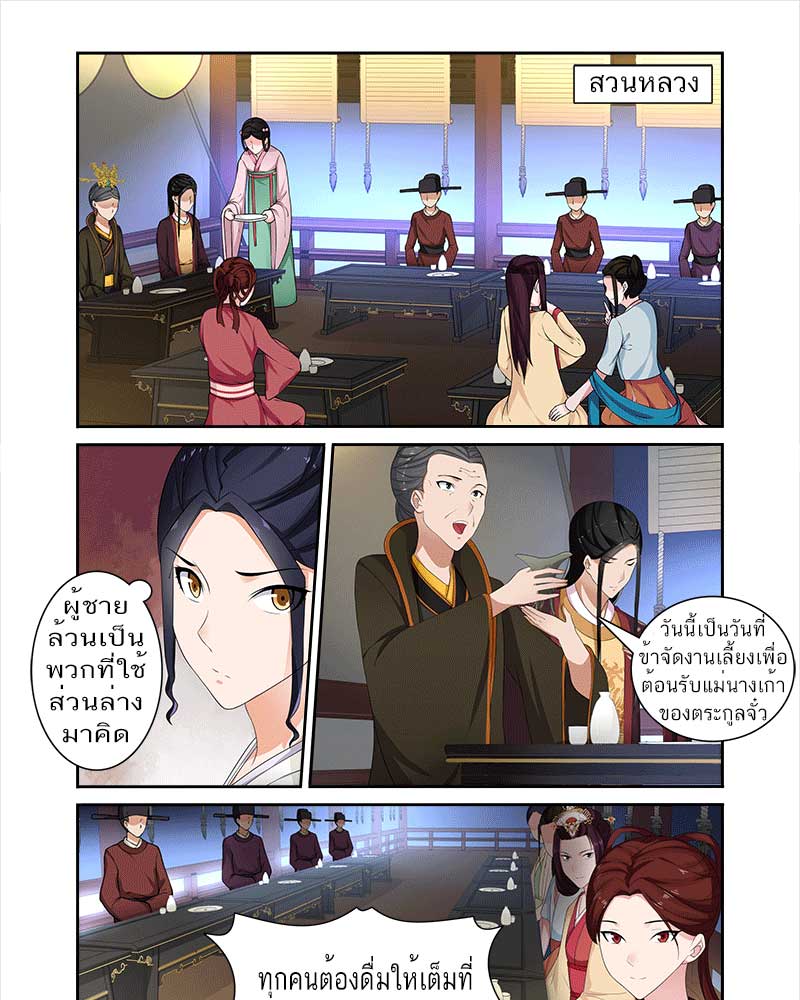 สวนหลวง
ผู้ชาย
ล้วนเป็น
พวกที่ใช้
ส่วนล่าง
มาคิด
วันนี้เป็นวันที่
ข้าจัดงานเลี้ยงเพื่อ
ต้อนรับแม่นางเก้า
ของตระกูลจั๋ว
ทุกคนต้องดื่มให้เต็มที่